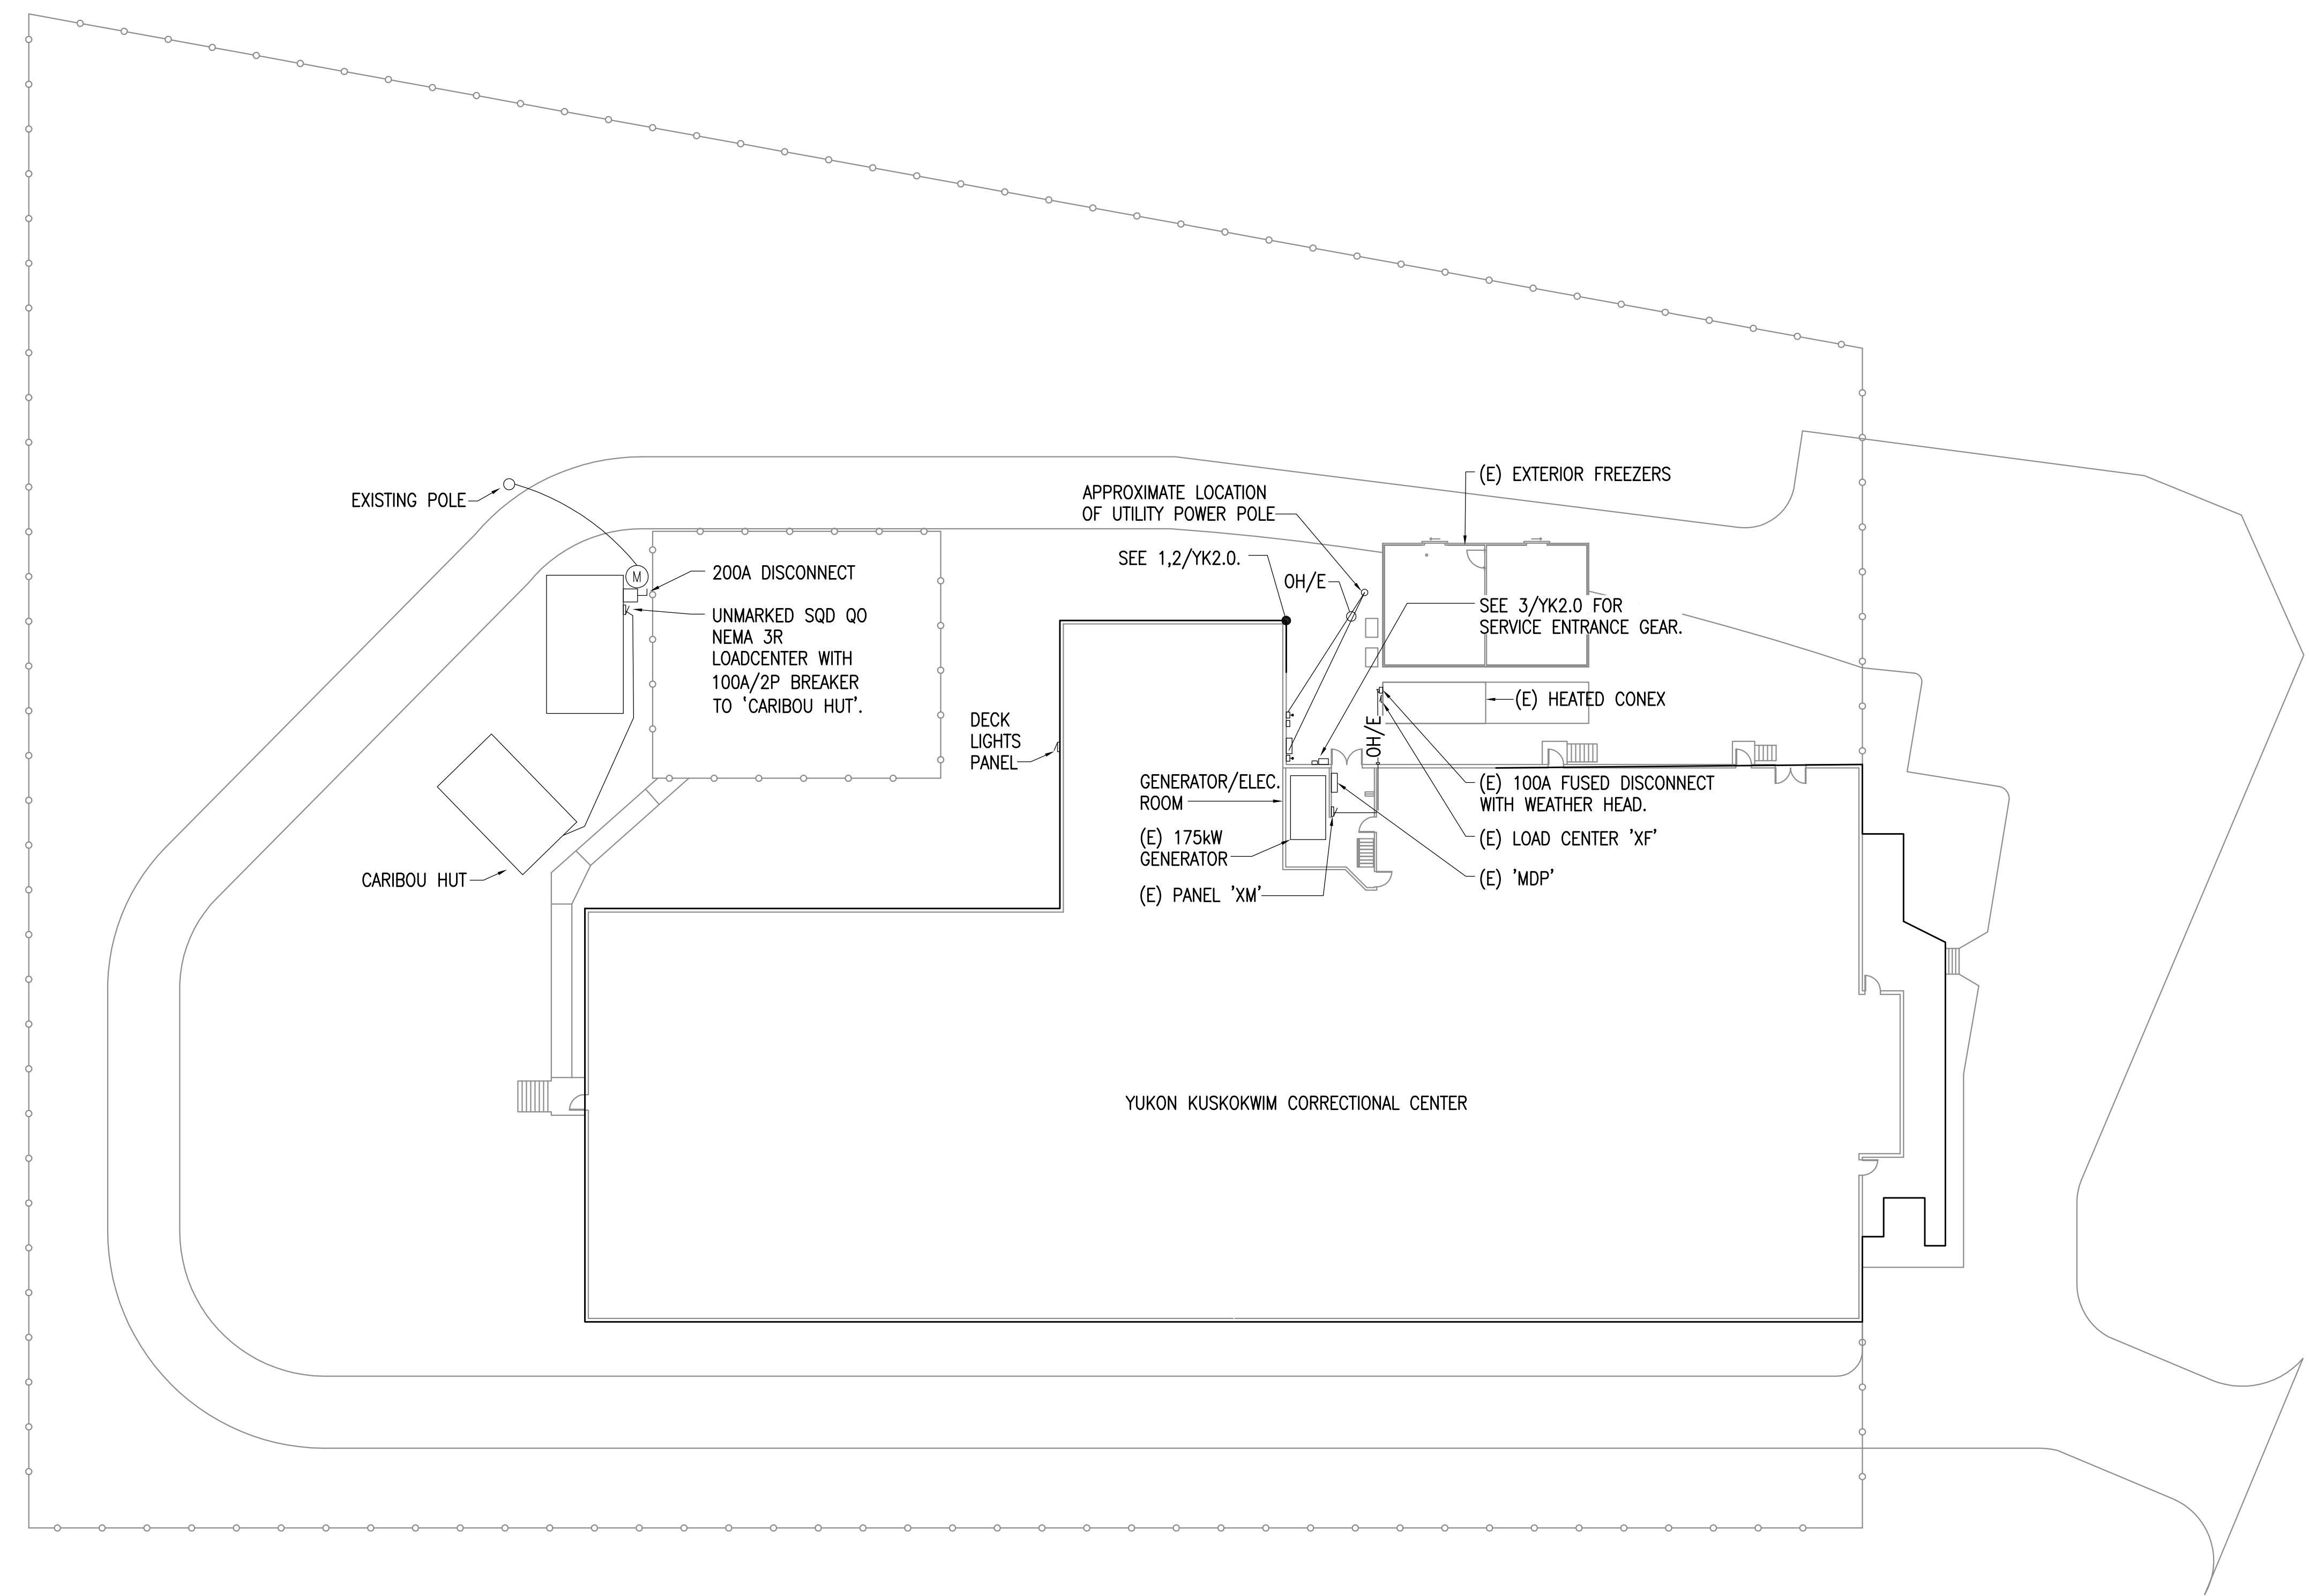 (E) EXTERIOR FREEZERS
EXISTING POLE
APPROXIMATE LOCATION
OF UTILITY POWER POLE
SEE 1,2/YK2.0.
OH/E
M
200A DISCONNECT
UNMARKED SQD QO
NEMA 3R
LOADCENTER WITH
100A/2P BREAKER
TO 'CARIBOU HUT'.
SEE 3/YK2.0 FOR
SERVICE ENTRANCE GEAR.
(E) HEATED CONEX
OH/E
DECK
LIGHTS
PANEL
GENERATOR/ELEC.
ROOM
(E) 175kW
GENERATOR
(E) PANEL 'XM'
(E) 100A FUSED DISCONNECT
WITH WEATHER HEAD.
(E) LOAD CENTER 'XF'
(E) 'MDP'
CARIBOU HUT
YUKON KUSKOKWIM CORRECTIONAL CENTER